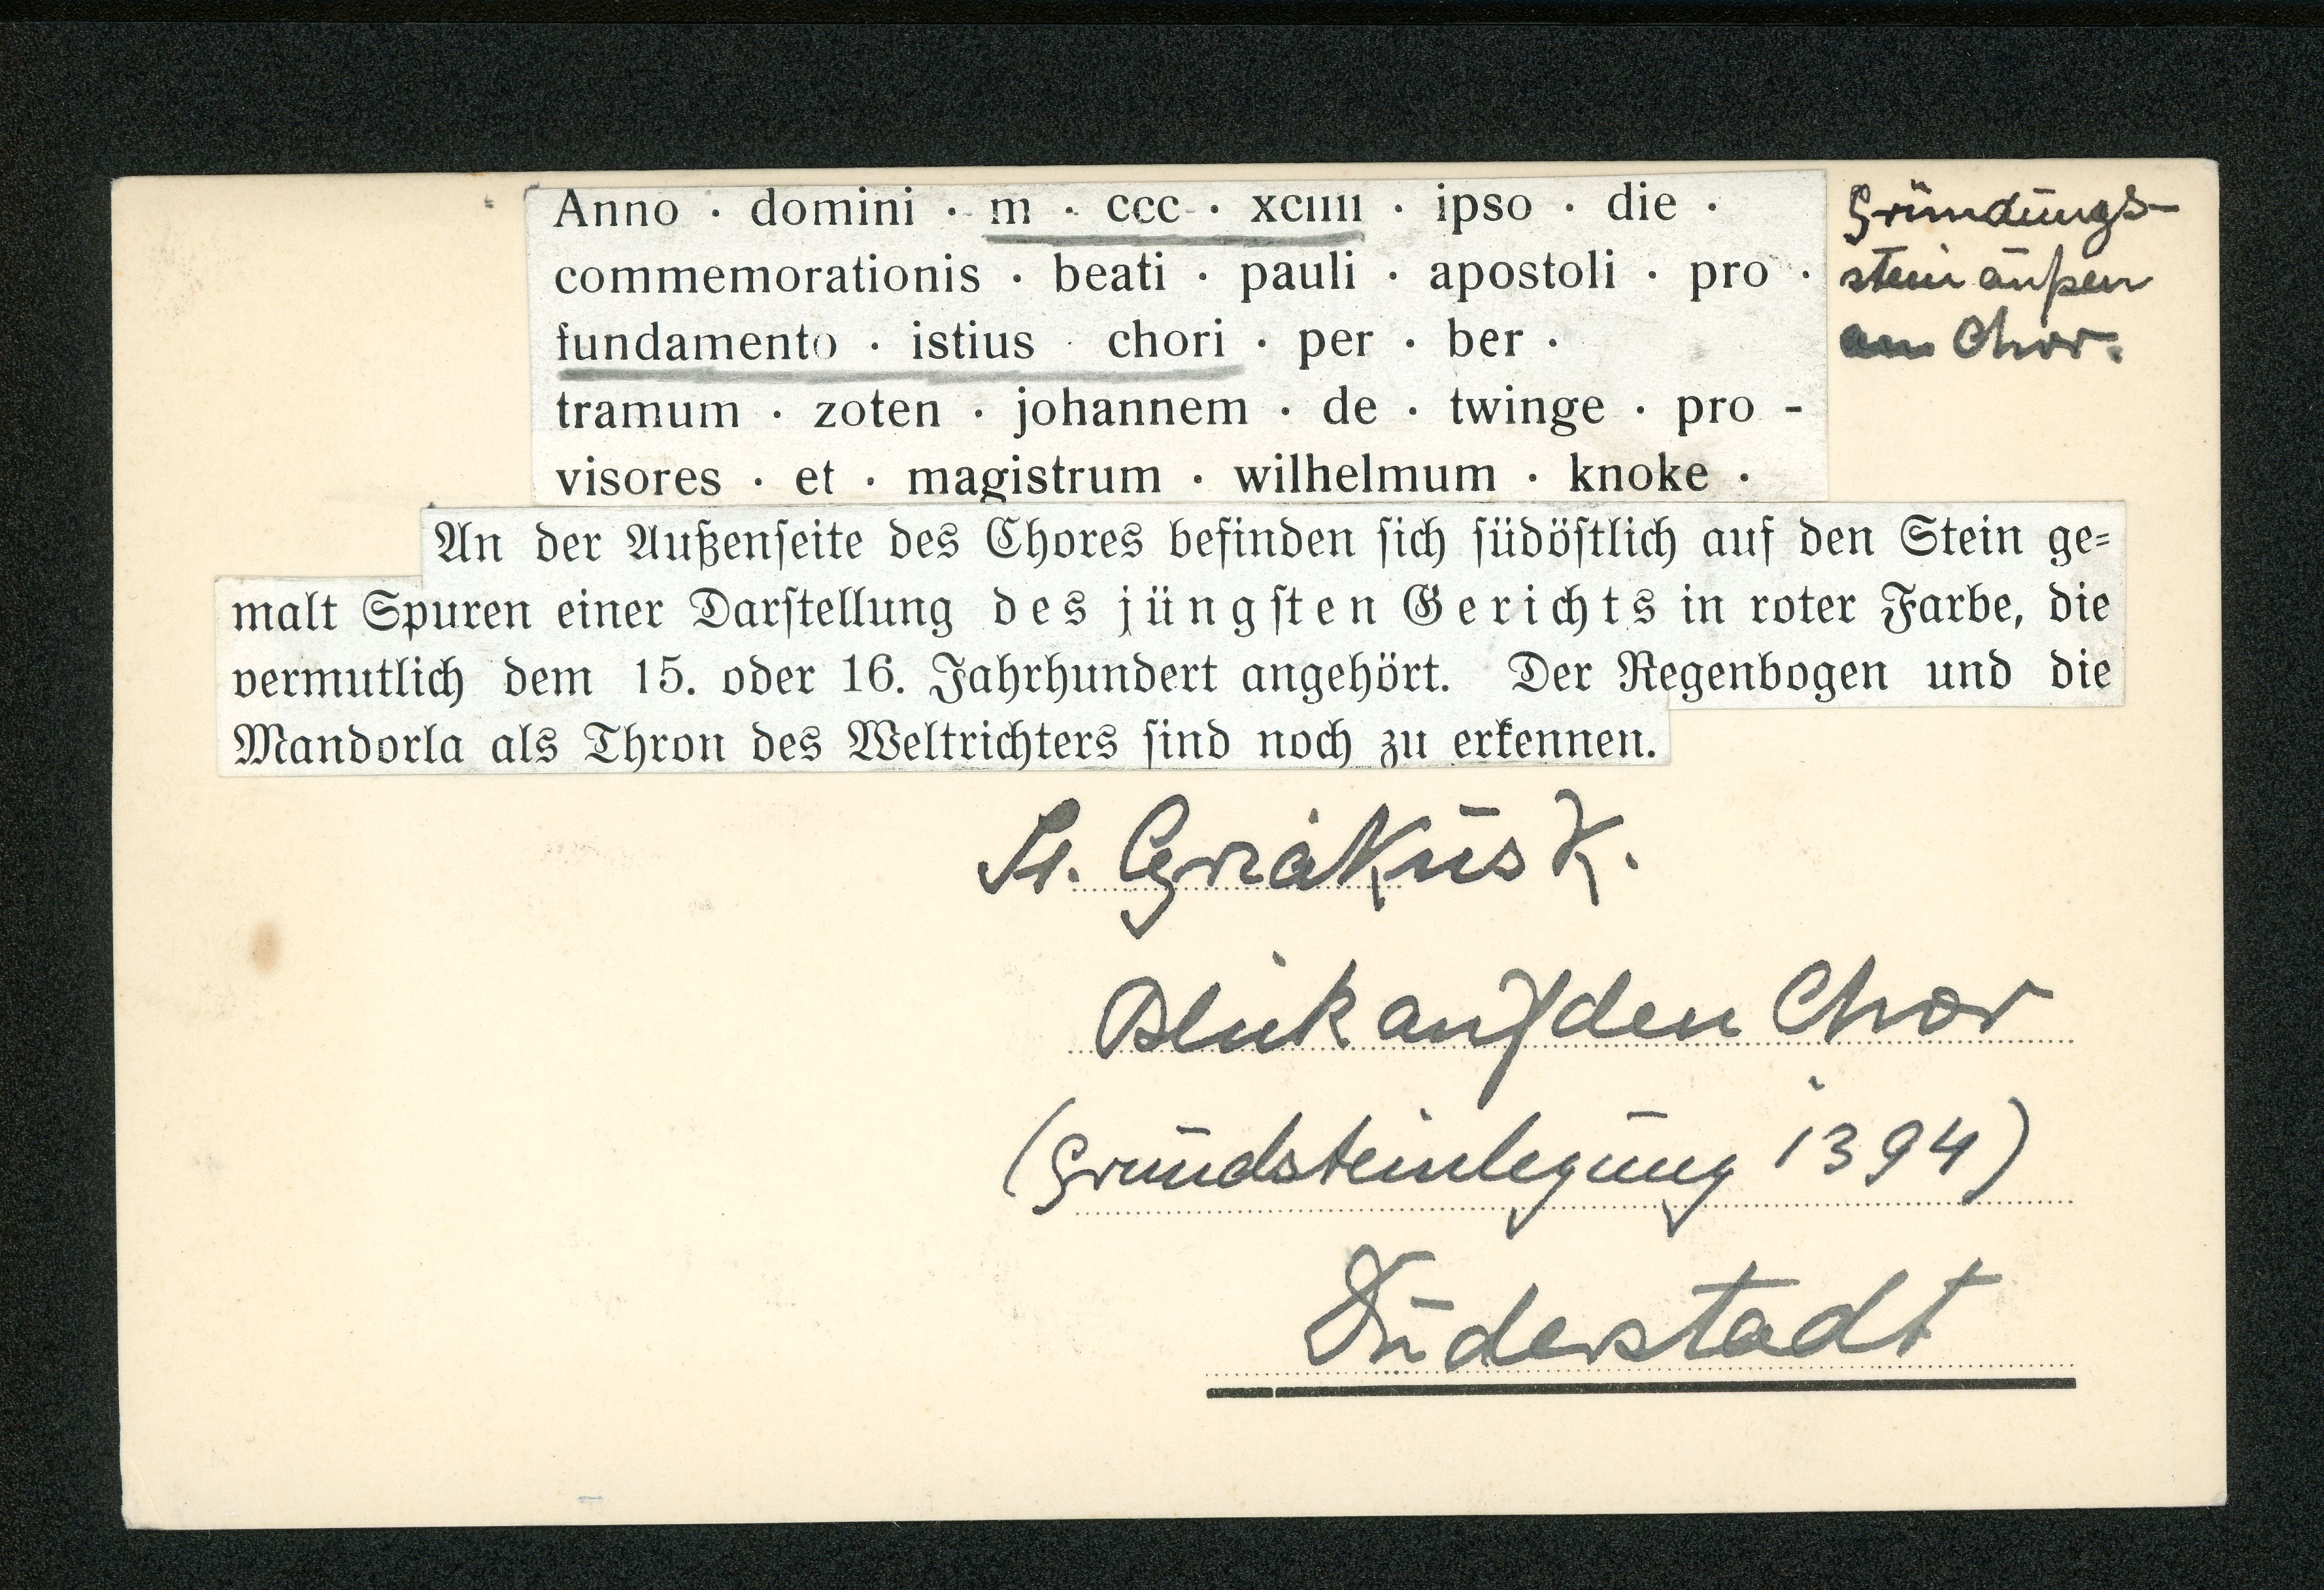 Anno · domini · m · ccc · xciiii · ipso · die ·
commemorationis · beati · pauli · apostoli · pro ·
fundamento · istius · chori · per · ber ·
tramum · zoten · johannem · de · twinge · pro -
visores · et · magistrum · wilhelmum · knoke ·
Gründungs-
stein außen
am Chor.
An der Außenseite des Chores befinden sich südöstlich auf den Stein ge=
malt Spuren einer Darstellung des jüngsten Gerichts in roter Farbe, die
vermutlich dem 15. oder 16. Jahrhundert angehört. Der Regenbogen und die
Mandorla als Thron des Weltrichters sind noch zu erkennen.
St. Cyriakus K.
Blick auf den Chor
(Grundsteinlegung 1394)
Duderstadt